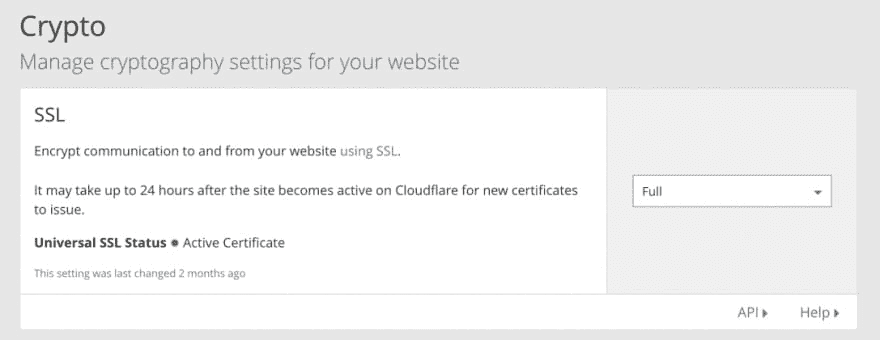 Crypto
Manage cryptography settings for your website
SSL
Encrypt communication to and from your website using SSL.
It may take up to 24 hours after the site becomes active on Cloudflare for new certificates
to issue.
Full
Universal SSL Status Active Certificate
This setting was last changed 2 months ago
API
Help